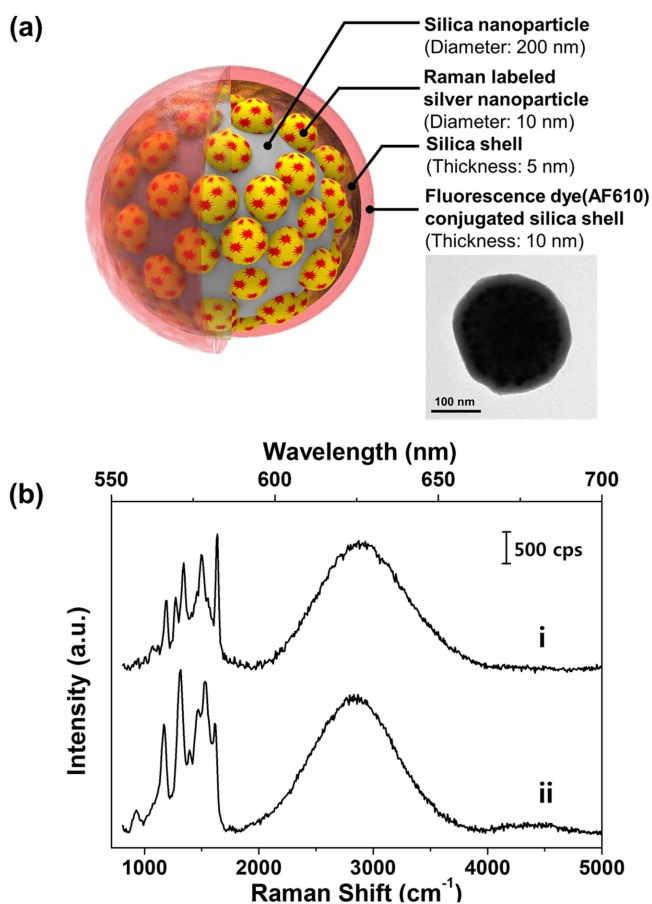 (a)
Silica nanoparticle
(Diameter: 200 nm)
Raman labeled
silver nanoparticle
(Diameter: 10 nm)
Silica shell
(Thickness: 5 nm)
Fluorescence dye(AF610)
conjugated silica shell
(Thickness: 10 nm)
100 nm
Wavelength (nm)
(b)
550 600 650 700
500 cps
i
ii
Intensity (a.u.)
1000 2000 3000 4000 5000
Raman Shift (cm⁻¹)